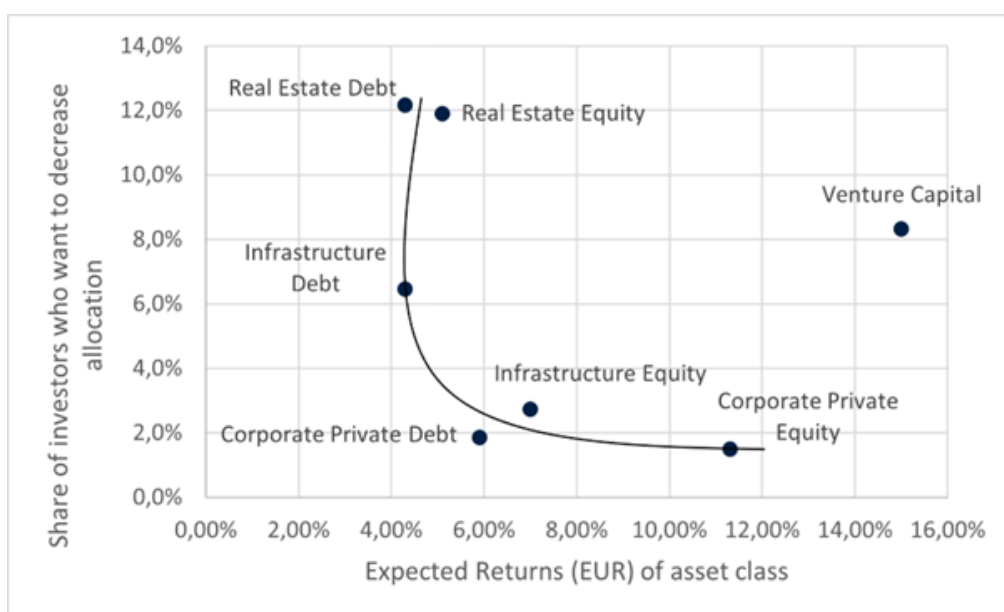 14,0%
12,0%
10,0%
8,0%
6,0%
4,0%
2,0%
0,0%
Share of investors who want to decrease
allocation
Real Estate Debt
Real Estate Equity
Venture Capital
Infrastructure
Debt
Infrastructure Equity
Corporate Private
Equity
Corporate Private Debt
0,00%
2,00%
4,00%
6,00%
8,00%
10,00%
12,00%
14,00%
16,00%
Expected Returns (EUR) of asset class